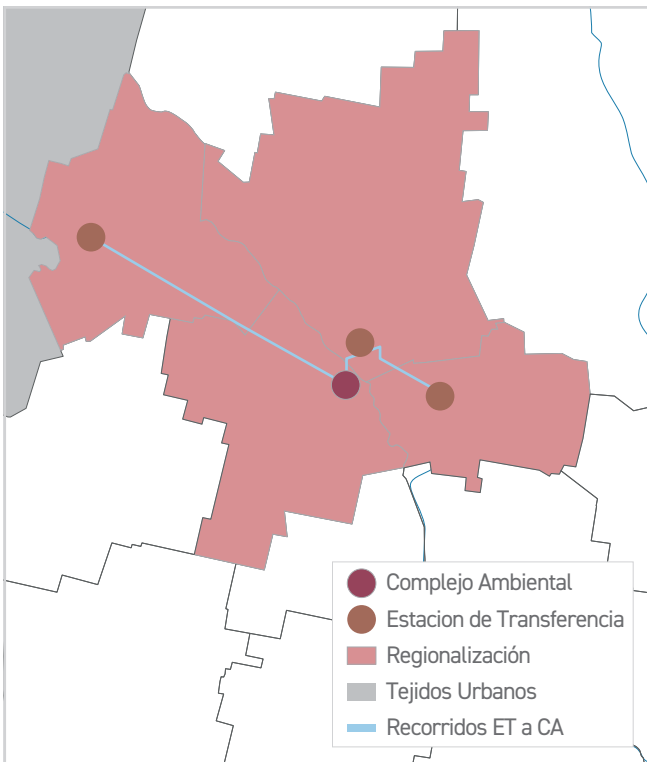 Complejo Ambiental
Estacion de Transferencia
Regionalización
Tejidos Urbanos
Recorridos ET a CA